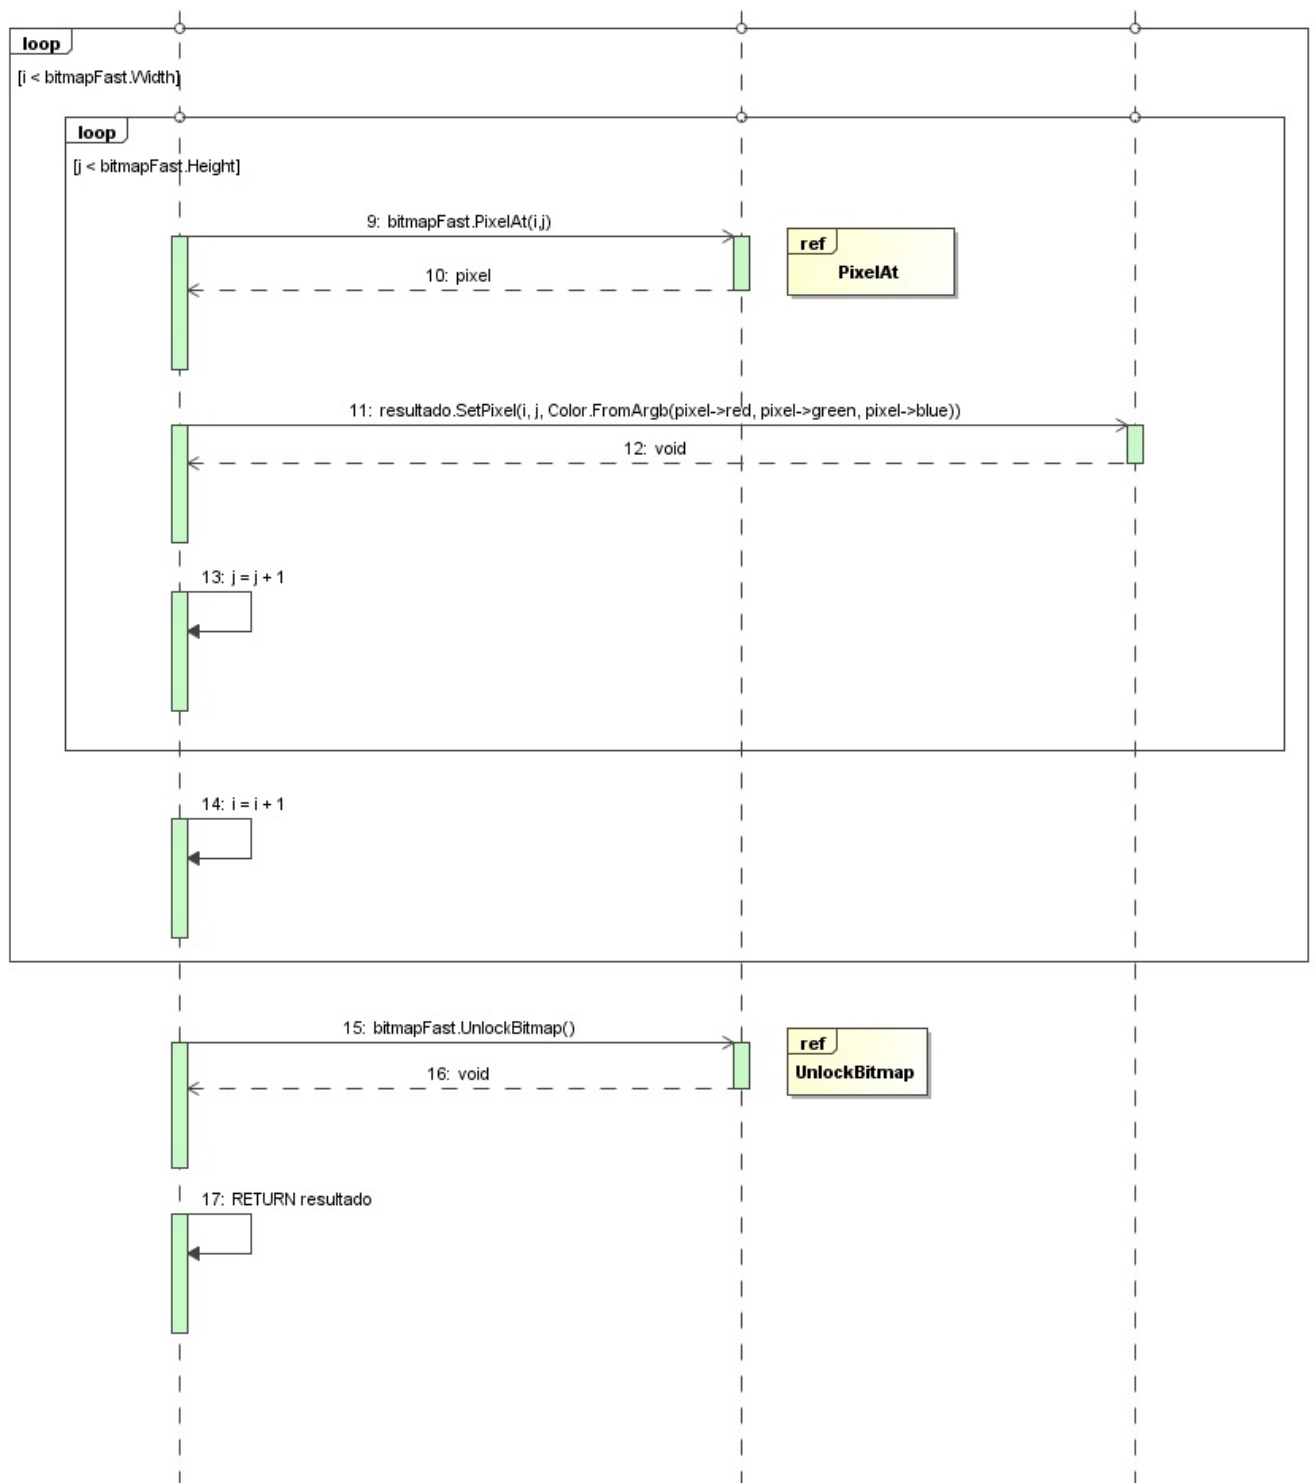 loop
[i < bitmapFast.Width]
loop
[j < bitmapFast.Height]
9: bitmapFast.PixelAt(i,j)
ref
PixelAt
10: pixel
11: resultado.SetPixel(i, j, Color.FromArgb(pixel->red, pixel->green, pixel->blue))
12: void
13: j = j + 1
14: i = i + 1
15: bitmapFast.UnlockBitmap()
ref
UnlockBitmap
16: void
17: RETURN resultado